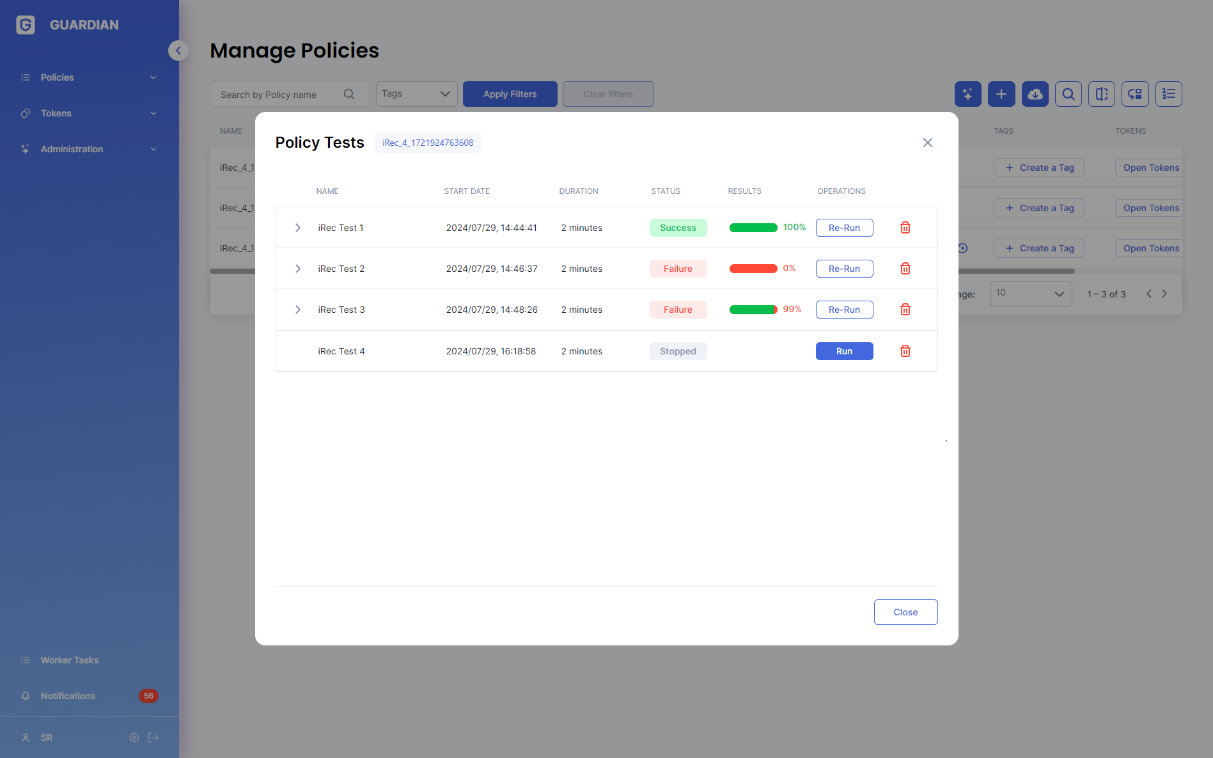 GUARDIAN
Policies
Tokens
Administration
Worker Tasks
Notifications 56
SR
Manage Policies
Search by Policy name
Tags
Apply Filters
Clear filters
NAME TAGS TOKENS
iRec_4_1 Create a Tag Open Tokens
iRec_4_1 Create a Tag Open Tokens
iRec_4_1 Create a Tag Open Tokens
10 1 – 3 of 3
Policy Tests iRec_4_1721924763608
NAME START DATE DURATION STATUS RESULTS OPERATIONS
iRec Test 1 2024/07/29, 14:44:41 2 minutes Success 100% Re-Run
iRec Test 2 2024/07/29, 14:46:37 2 minutes Failure 0% Re-Run
iRec Test 3 2024/07/29, 14:48:26 2 minutes Failure 99% Re-Run
iRec Test 4 2024/07/29, 16:18:58 2 minutes Stopped Run
Close